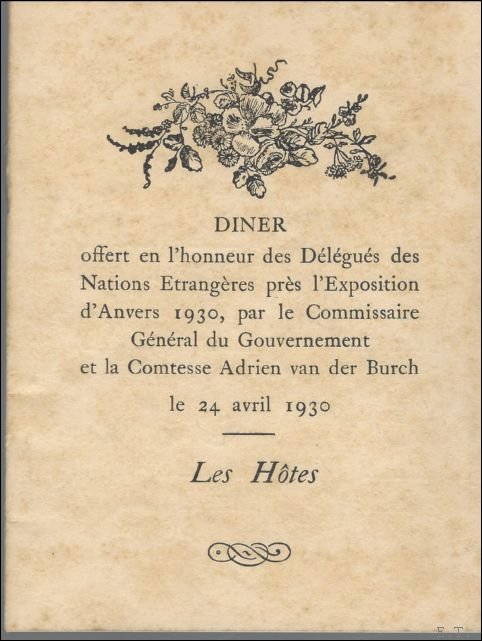 DINER
offert en l'honneur des Délégués des
Nations Etrangères près l'Exposition
d'Anvers 1930, par le Commissaire
Général du Gouvernement
et la Comtesse Adrien van der Burch
le 24 avril 1930
Les Hôtes
F. T.